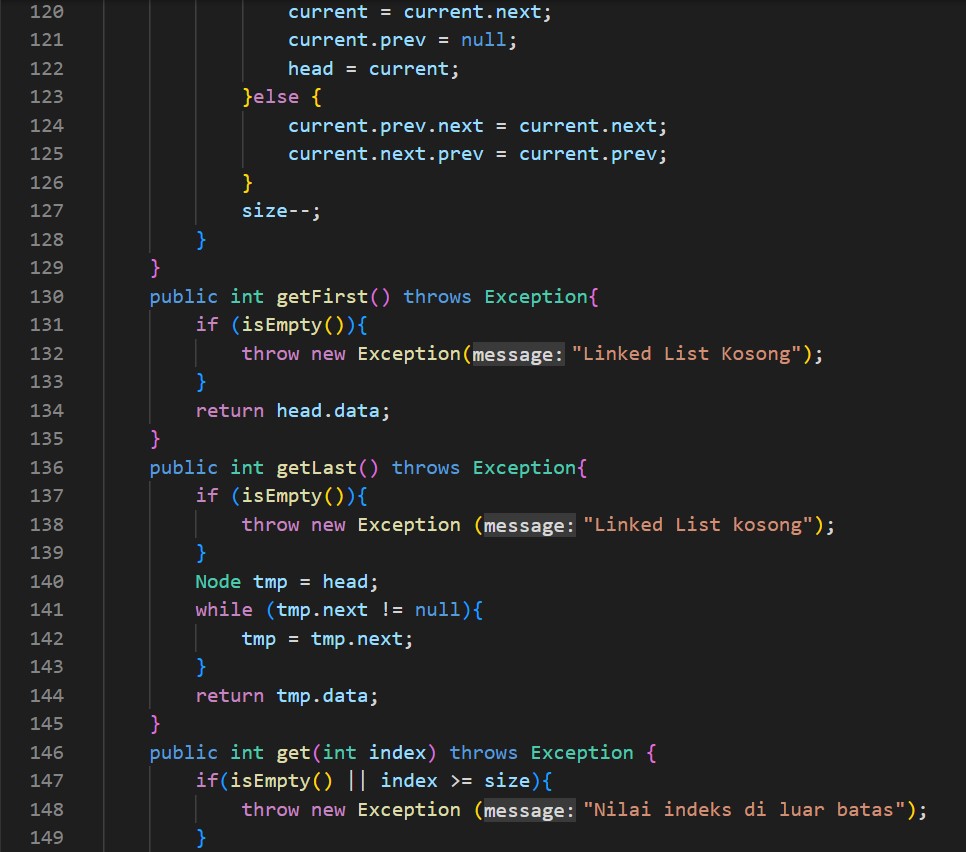 120                 current = current.next;
121                 current.prev = null;
122                 head = current;
123             }else {
124                 current.prev.next = current.next;
125                 current.next.prev = current.prev;
126             }
127             size--;
128         }
129     }
130     public int getFirst() throws Exception{
131         if (isEmpty()){
132             throw new Exception(message: "Linked List Kosong");
133         }
134         return head.data;
135     }
136     public int getLast() throws Exception{
137         if (isEmpty()){
138             throw new Exception (message: "Linked List kosong");
139         }
140         Node tmp = head;
141         while (tmp.next != null){
142             tmp = tmp.next;
143         }
144         return tmp.data;
145     }
146     public int get(int index) throws Exception {
147         if(isEmpty() || index >= size){
148             throw new Exception (message: "Nilai indeks di luar batas");
149         }